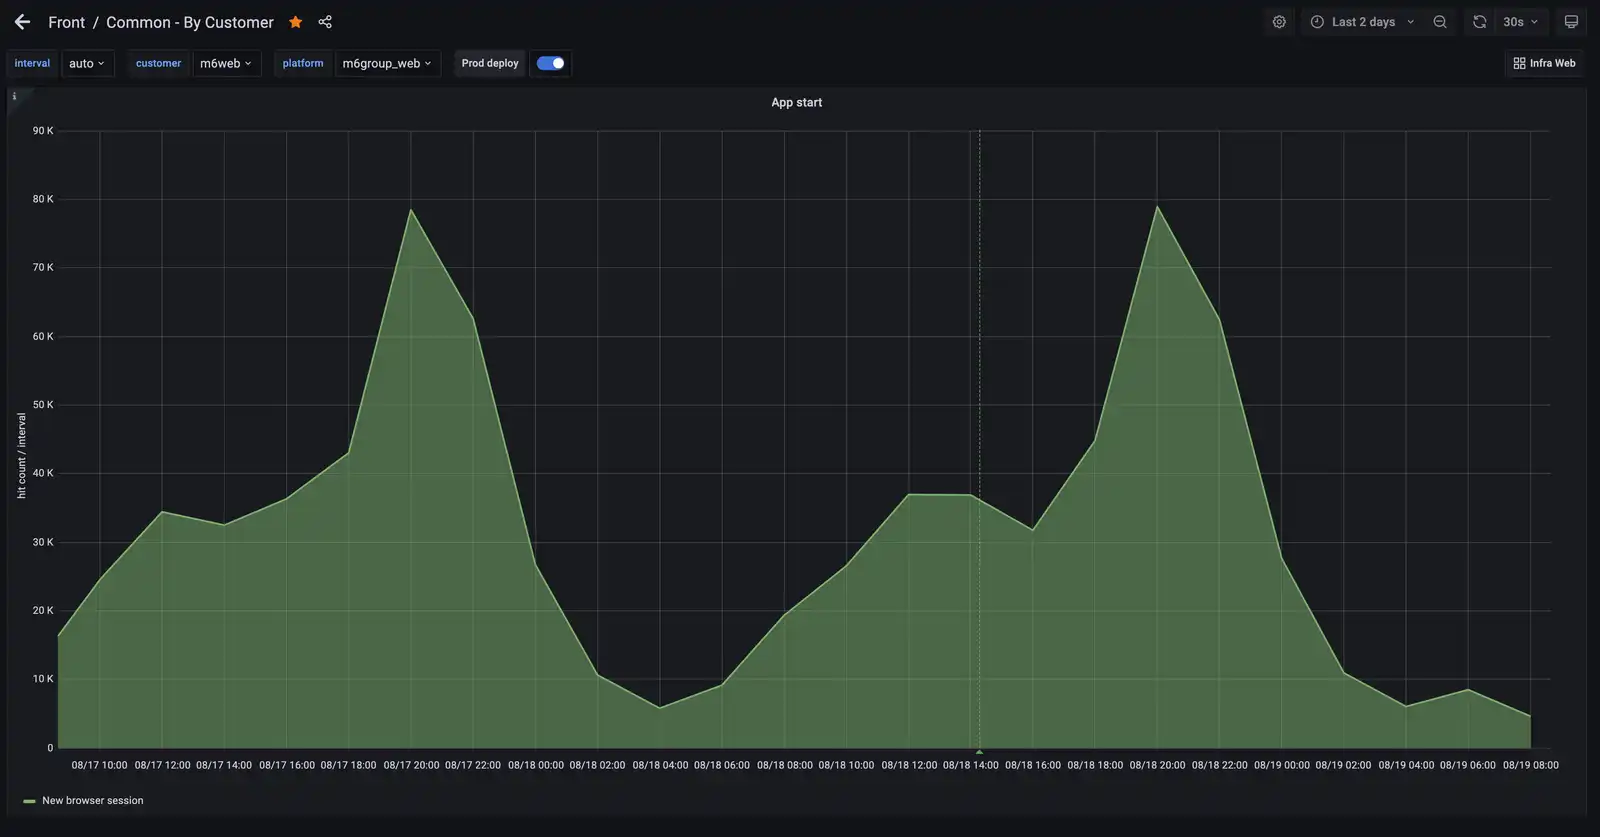 Front / Common - By Customer
Last 2 days
30s
interval auto customer m6web platform m6group_web Prod deploy
Infra Web
i
App start
90 K
80 K
70 K
60 K
50 K
40 K
30 K
20 K
10 K
0
hit count / interval
08/17 10:00 08/17 12:00 08/17 14:00 08/17 16:00 08/17 18:00 08/17 20:00 08/17 22:00 08/18 00:00 08/18 02:00 08/18 04:00 08/18 06:00 08/18 08:00 08/18 10:00 08/18 12:00 08/18 14:00 08/18 16:00 08/18 18:00 08/18 20:00 08/18 22:00 08/19 00:00 08/19 02:00 08/19 04:00 08/19 06:00 08/19 08:00
New browser session